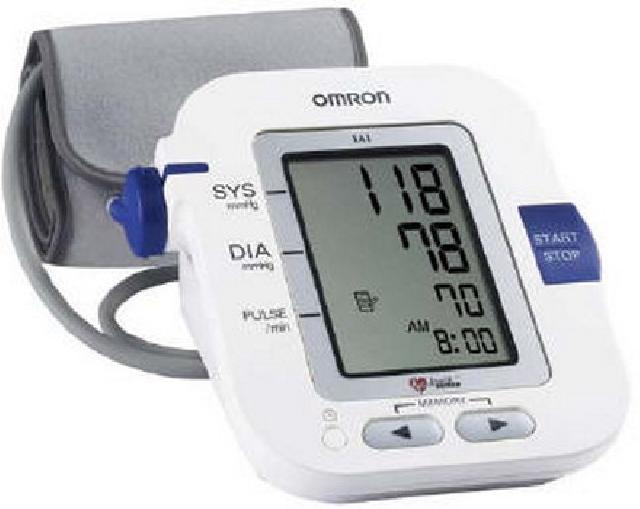 OMRON
SYS
mmHg
118
DIA
mmHg
78
PULSE
/min
70
AM
8:00
START
STOP
MEMORY